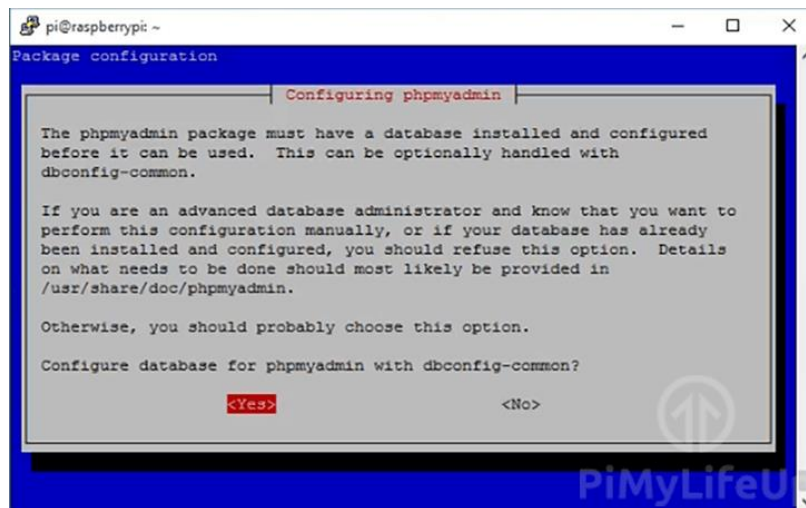 pi@raspberrypi: ~
Package configuration
Configuring phpmyadmin
The phpmyadmin package must have a database installed and configured
before it can be used.  This can be optionally handled with
dbconfig-common.
If you are an advanced database administrator and know that you want to
perform this configuration manually, or if your database has already
been installed and configured, you should refuse this option.  Details
on what needs to be done should most likely be provided in
/usr/share/doc/phpmyadmin.
Otherwise, you should probably choose this option.
Configure database for phpmyadmin with dbconfig-common?
<Yes> <No>
PiMyLifeUp